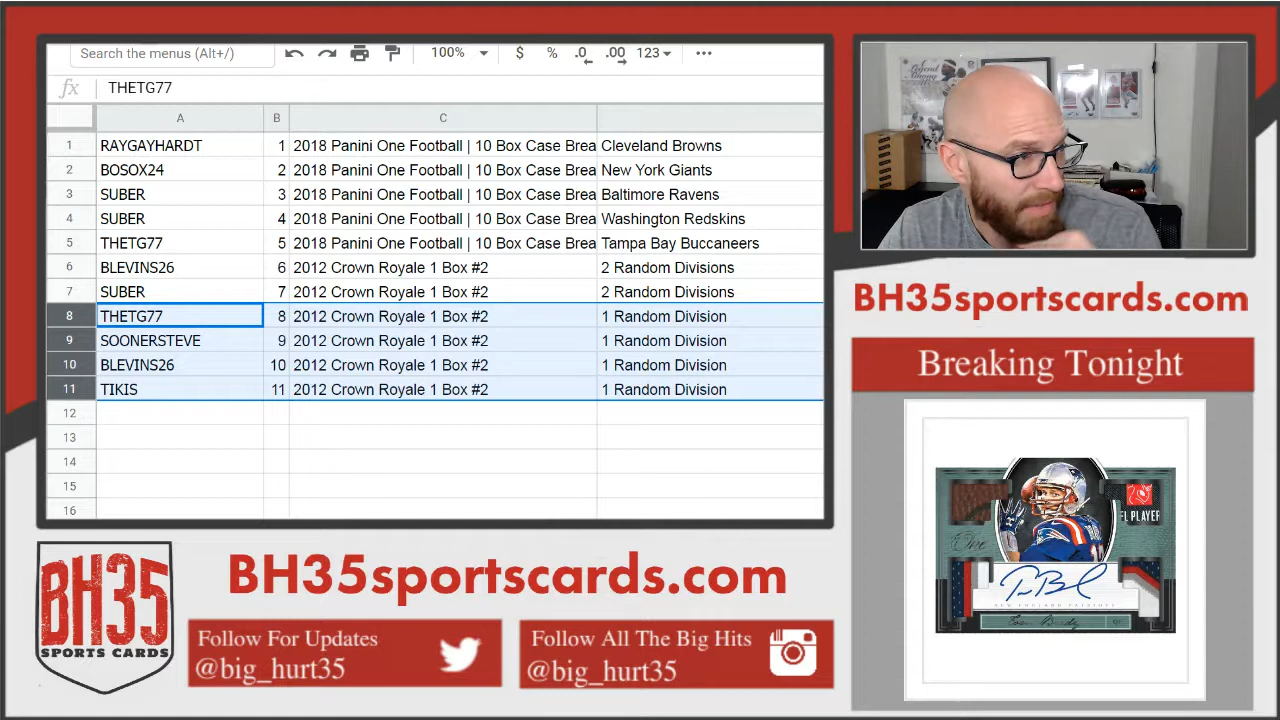 Search the menus (Alt+/)
100%
$ % .0 .00 123
fx THETG77
A B C
1 RAYGAYHARDT 1 2018 Panini One Football | 10 Box Case Brea Cleveland Browns
2 BOSOX24 2 2018 Panini One Football | 10 Box Case Brea New York Giants
3 SUBER 3 2018 Panini One Football | 10 Box Case Brea Baltimore Ravens
4 SUBER 4 2018 Panini One Football | 10 Box Case Brea Washington Redskins
5 THETG77 5 2018 Panini One Football | 10 Box Case Brea Tampa Bay Buccaneers
6 BLEVINS26 6 2012 Crown Royale 1 Box #2 2 Random Divisions
7 SUBER 7 2012 Crown Royale 1 Box #2 2 Random Divisions
8 THETG77 8 2012 Crown Royale 1 Box #2 1 Random Division
9 SOONERSTEVE 9 2012 Crown Royale 1 Box #2 1 Random Division
10 BLEVINS26 10 2012 Crown Royale 1 Box #2 1 Random Division
11 TIKIS 11 2012 Crown Royale 1 Box #2 1 Random Division
12
13
14
15
16
BH35sportscards.com
Breaking Tonight
FL PLAYER
One
NEW ENGLAND PATRIOTS
Tom Brady
BH35
SPORTS CARDS
BH35sportscards.com
Follow For Updates
@big_hurt35
Follow All The Big Hits
@big_hurt35